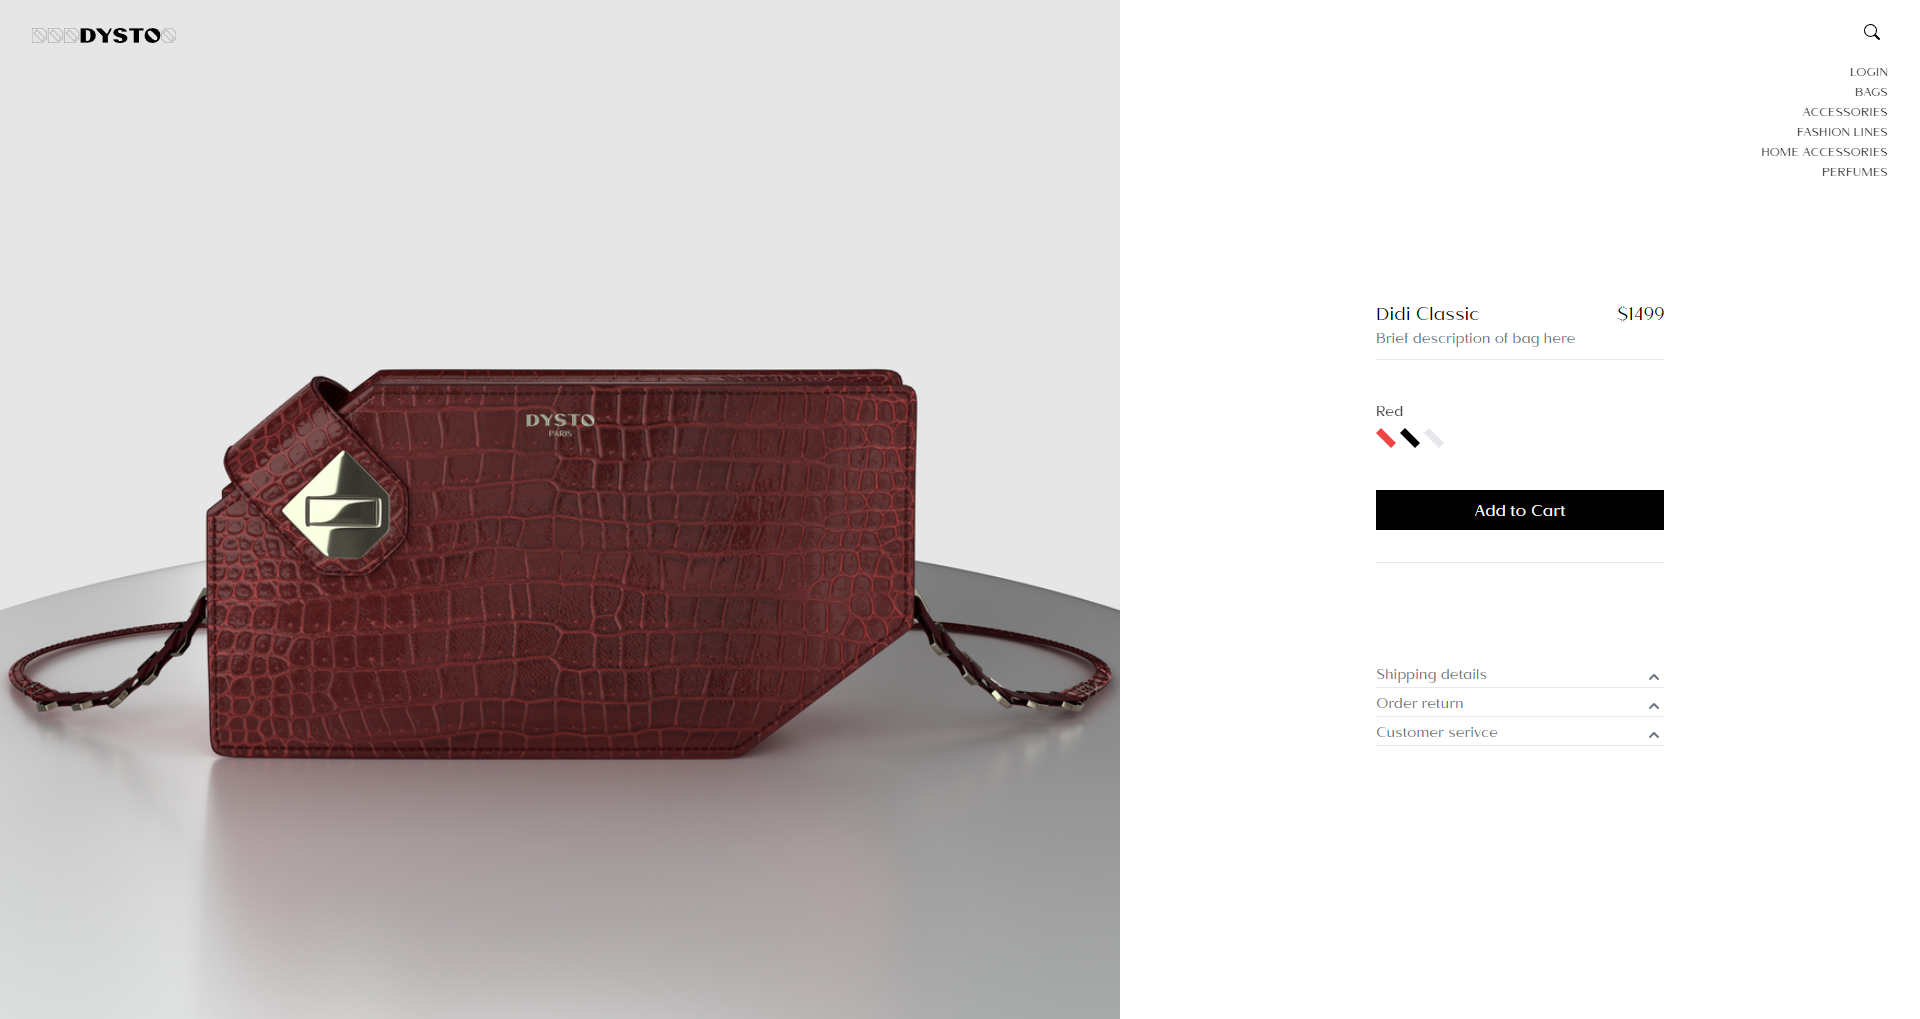 DYSTO
LOGIN
BAGS
ACCESSORIES
FASHION LINES
HOME ACCESSORIES
PERFUMES
DYSTO
PARIS
Didi Classic $1499
Brief description of bag here
Red
Add to Cart
Shipping details
Order return
Customer serivce